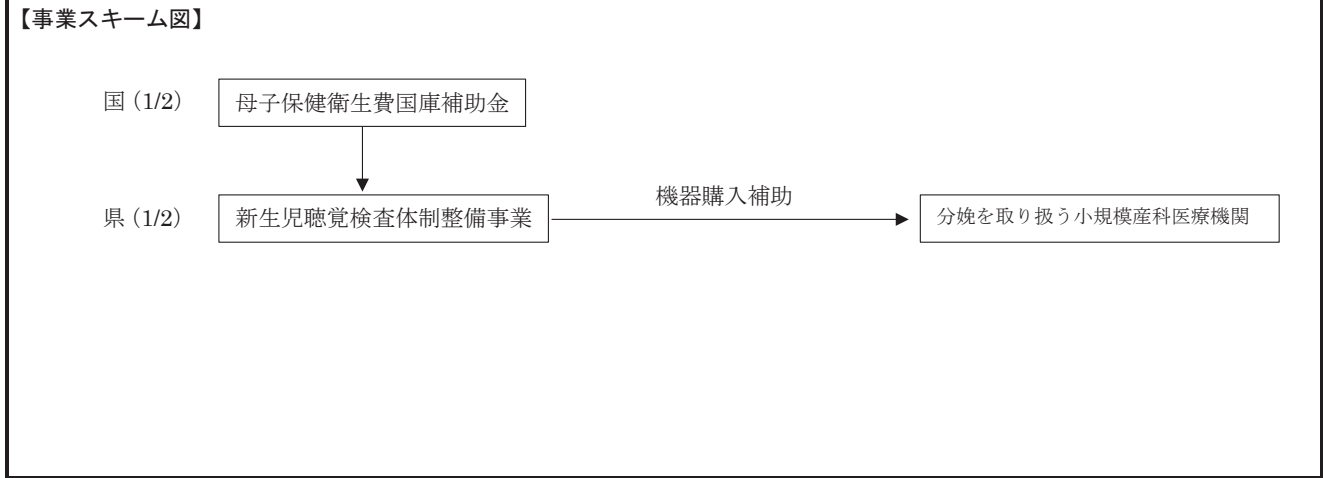 【事業スキーム図】
国（1/2） 母子保健衛生費国庫補助金
機器購入補助
県（1/2） 新生児聴覚検査体制整備事業 分娩を取り扱う小規模産科医療機関